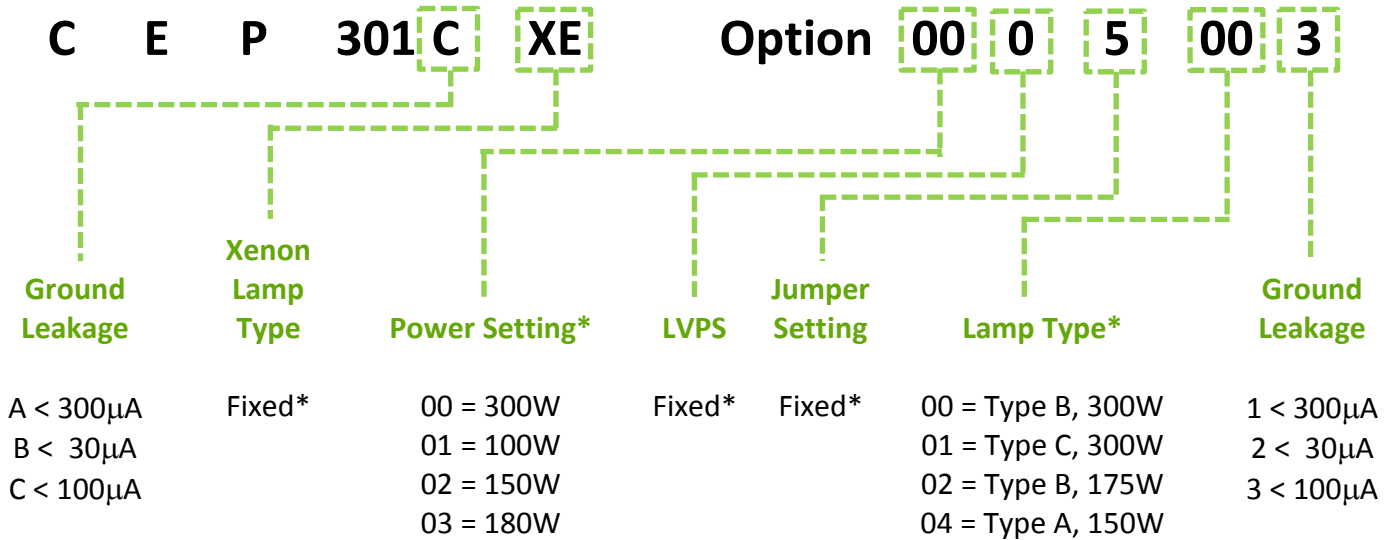 C E P 301 C XE Option 00 0 5 00 3
Ground Leakage
Xenon Lamp Type
Power Setting*
LVPS
Jumper Setting
Lamp Type*
Ground Leakage
A < 300μA
B < 30μA
C < 100μA
Fixed*
00 = 300W
01 = 100W
02 = 150W
03 = 180W
Fixed*
Fixed*
00 = Type B, 300W
01 = Type C, 300W
02 = Type B, 175W
04 = Type A, 150W
1 < 300μA
2 < 30μA
3 < 100μA